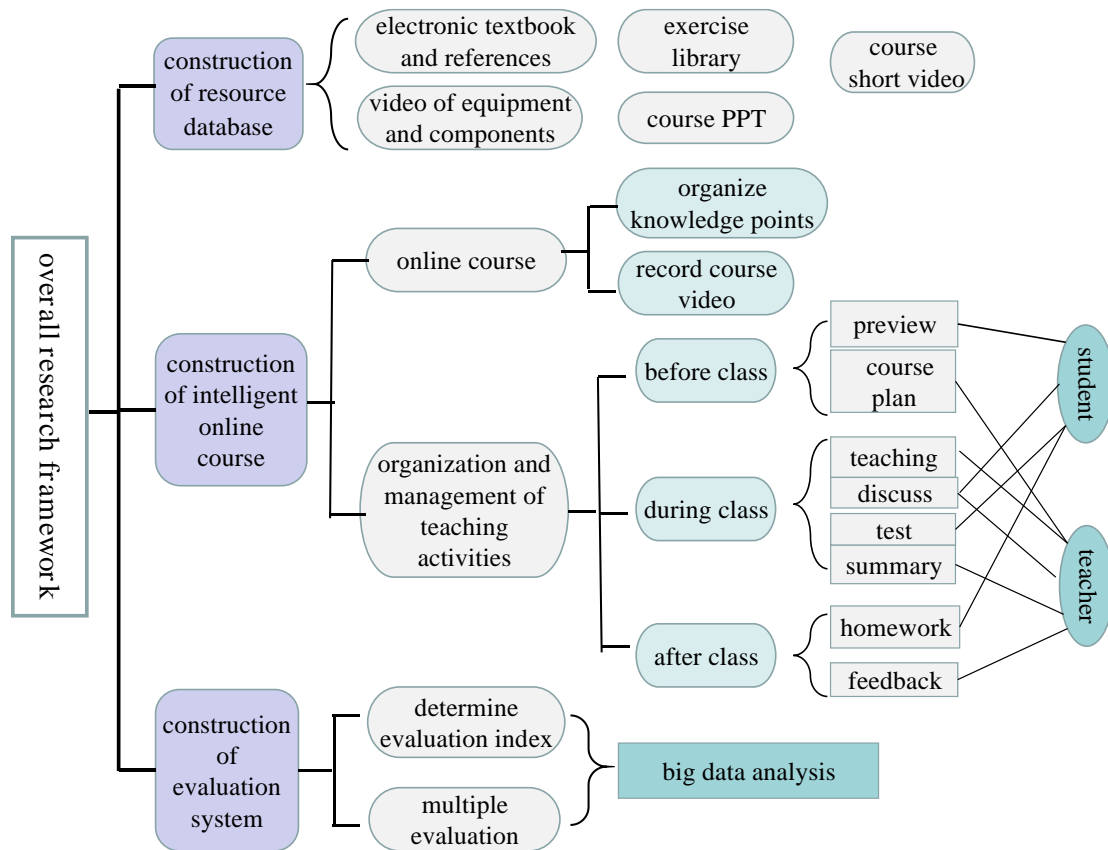 overall research framework
construction
of resource
database
electronic textbook
and references
exercise
library
course
short video
video of equipment
and components
course PPT
construction
of intelligent
online
course
online course
organize
knowledge points
record course
video
organization and
management of
teaching
activities
before class
preview
course
plan
during class
teaching
discuss
test
summary
after class
homework
feedback
student
teacher
construction
of
evaluation
system
determine
evaluation index
multiple
evaluation
big data analysis